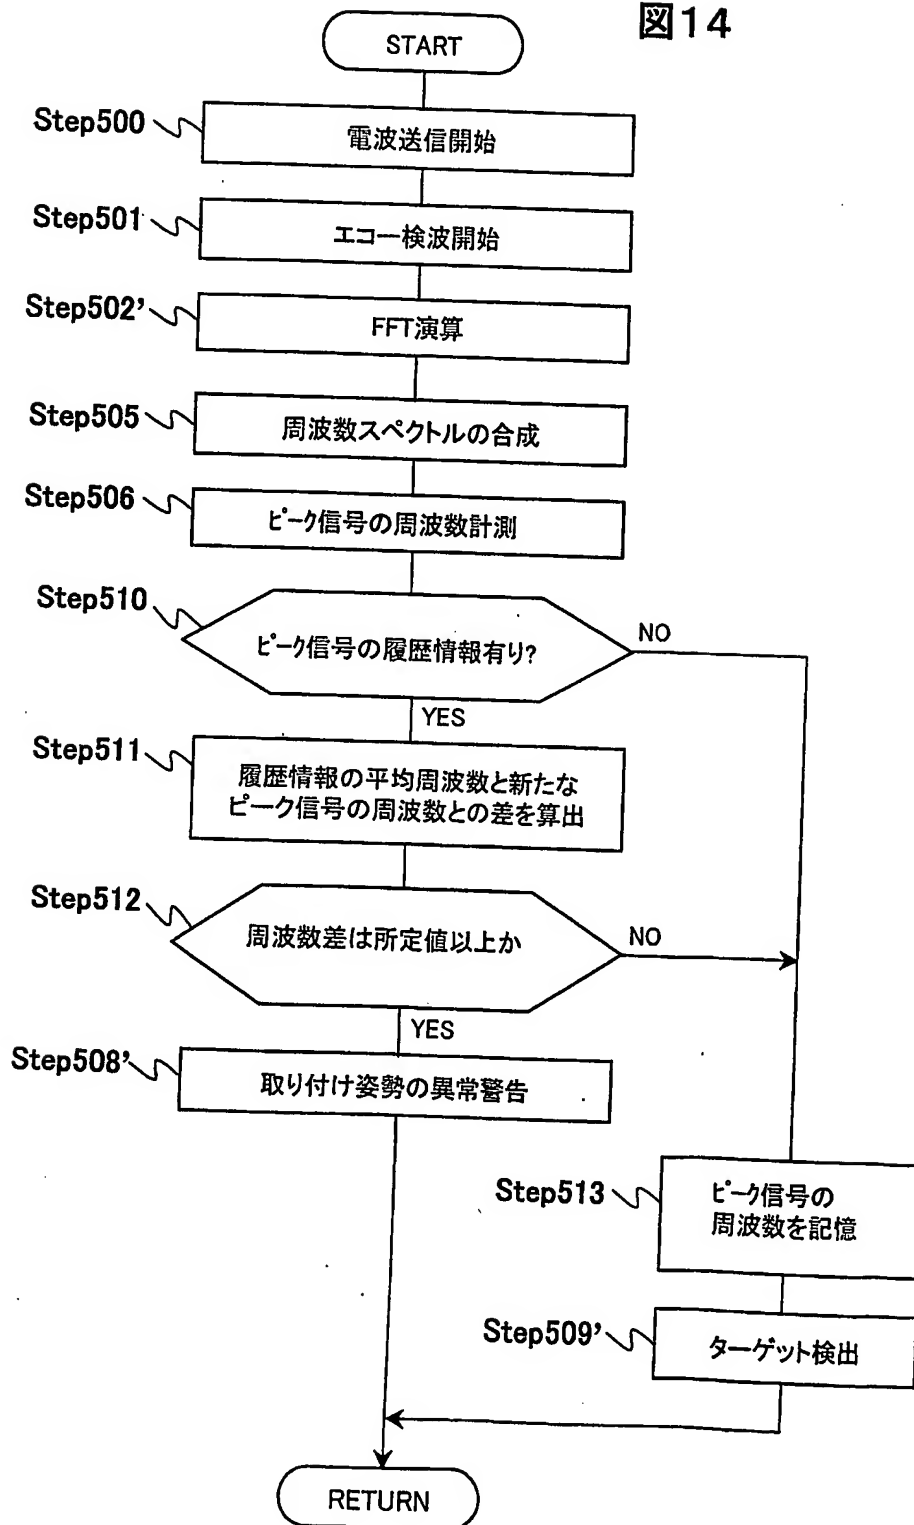 図14
START
Step500
電波送信開始
Step501
エコー検波開始
Step502’
FFT演算
Step505
周波数スペクトルの合成
Step506
ピーク信号の周波数計測
Step510
ピーク信号の履歴情報有り?
NO
YES
Step511
履歴情報の平均周波数と新たな
ピーク信号の周波数との差を算出
Step512
周波数差は所定値以上か
NO
YES
Step508’
取り付け姿勢の異常警告
Step513
ピーク信号の
周波数を記憶
Step509’
ターゲット検出
RETURN